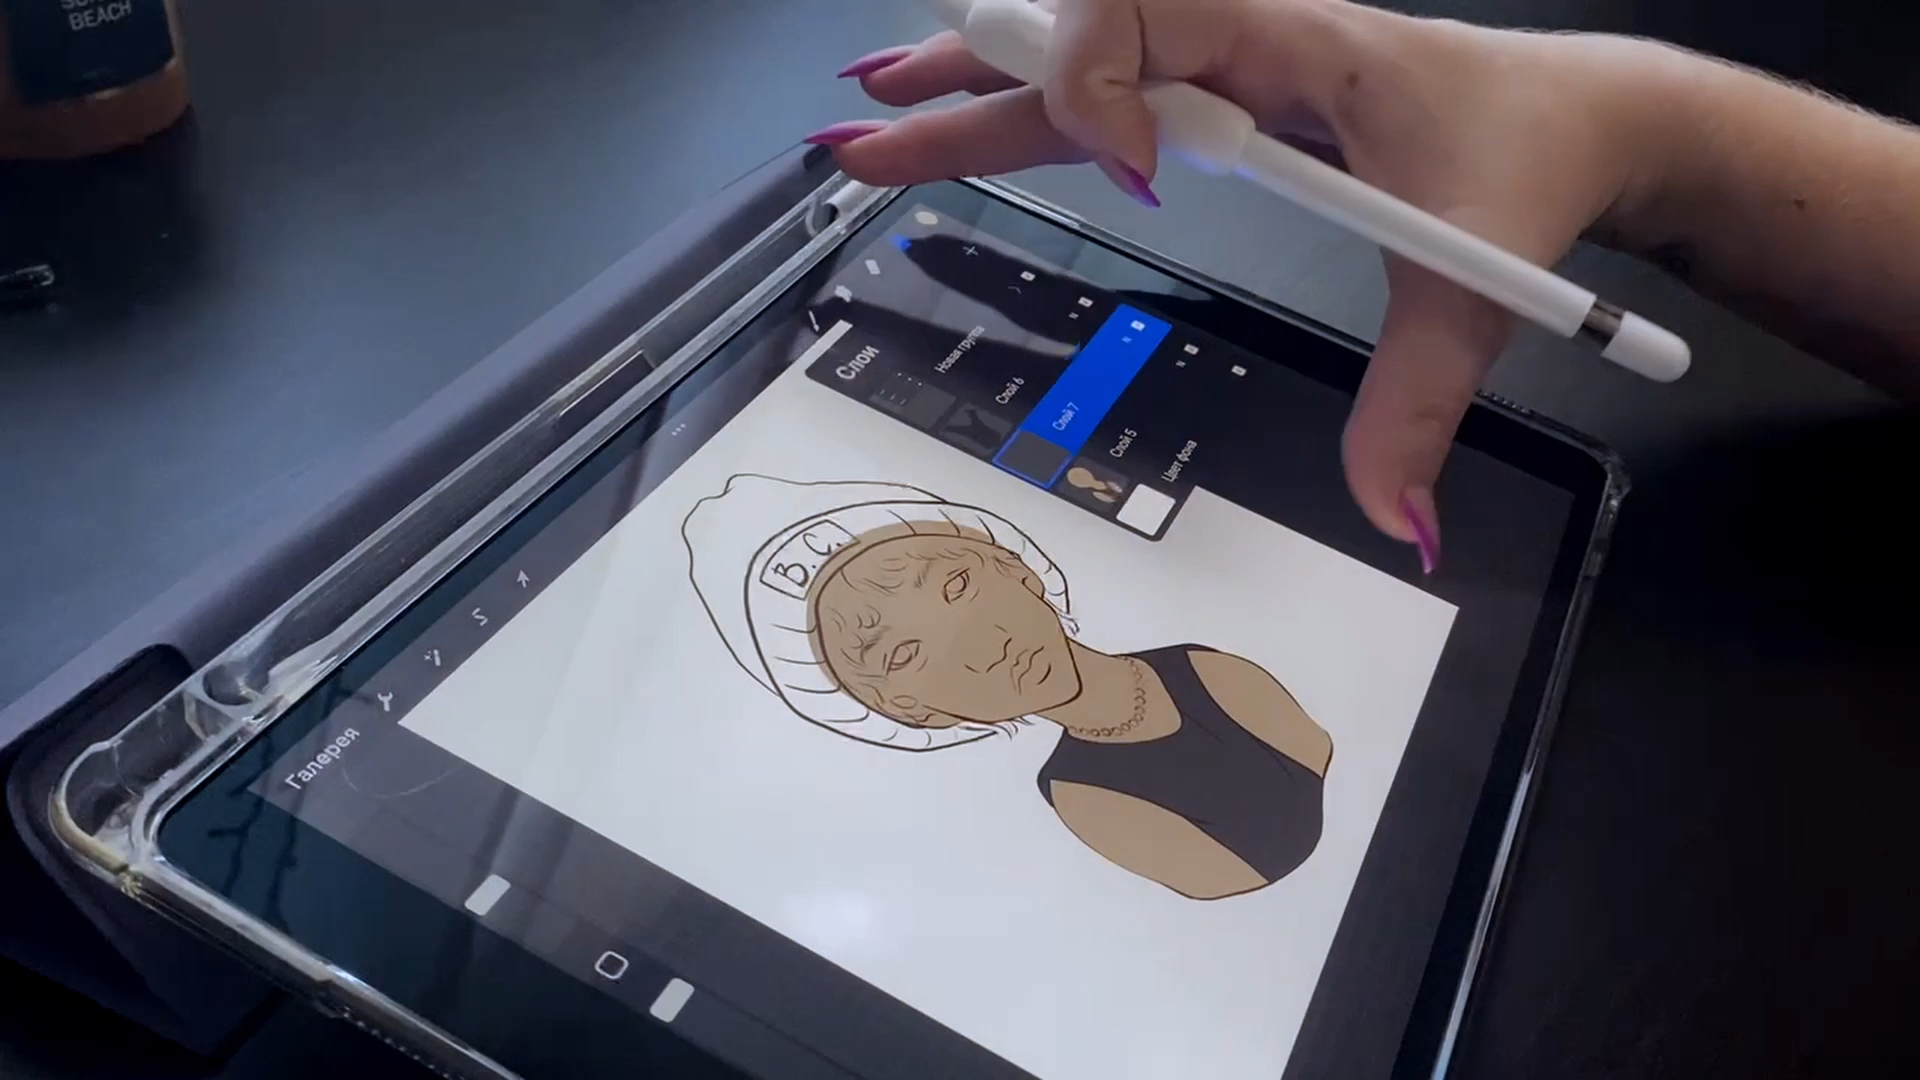 BEACH
Галерея
Слои
Новая группа
Слой 6
N
Слой 7
N
Слой 5
N
Цвет фона
B.C.